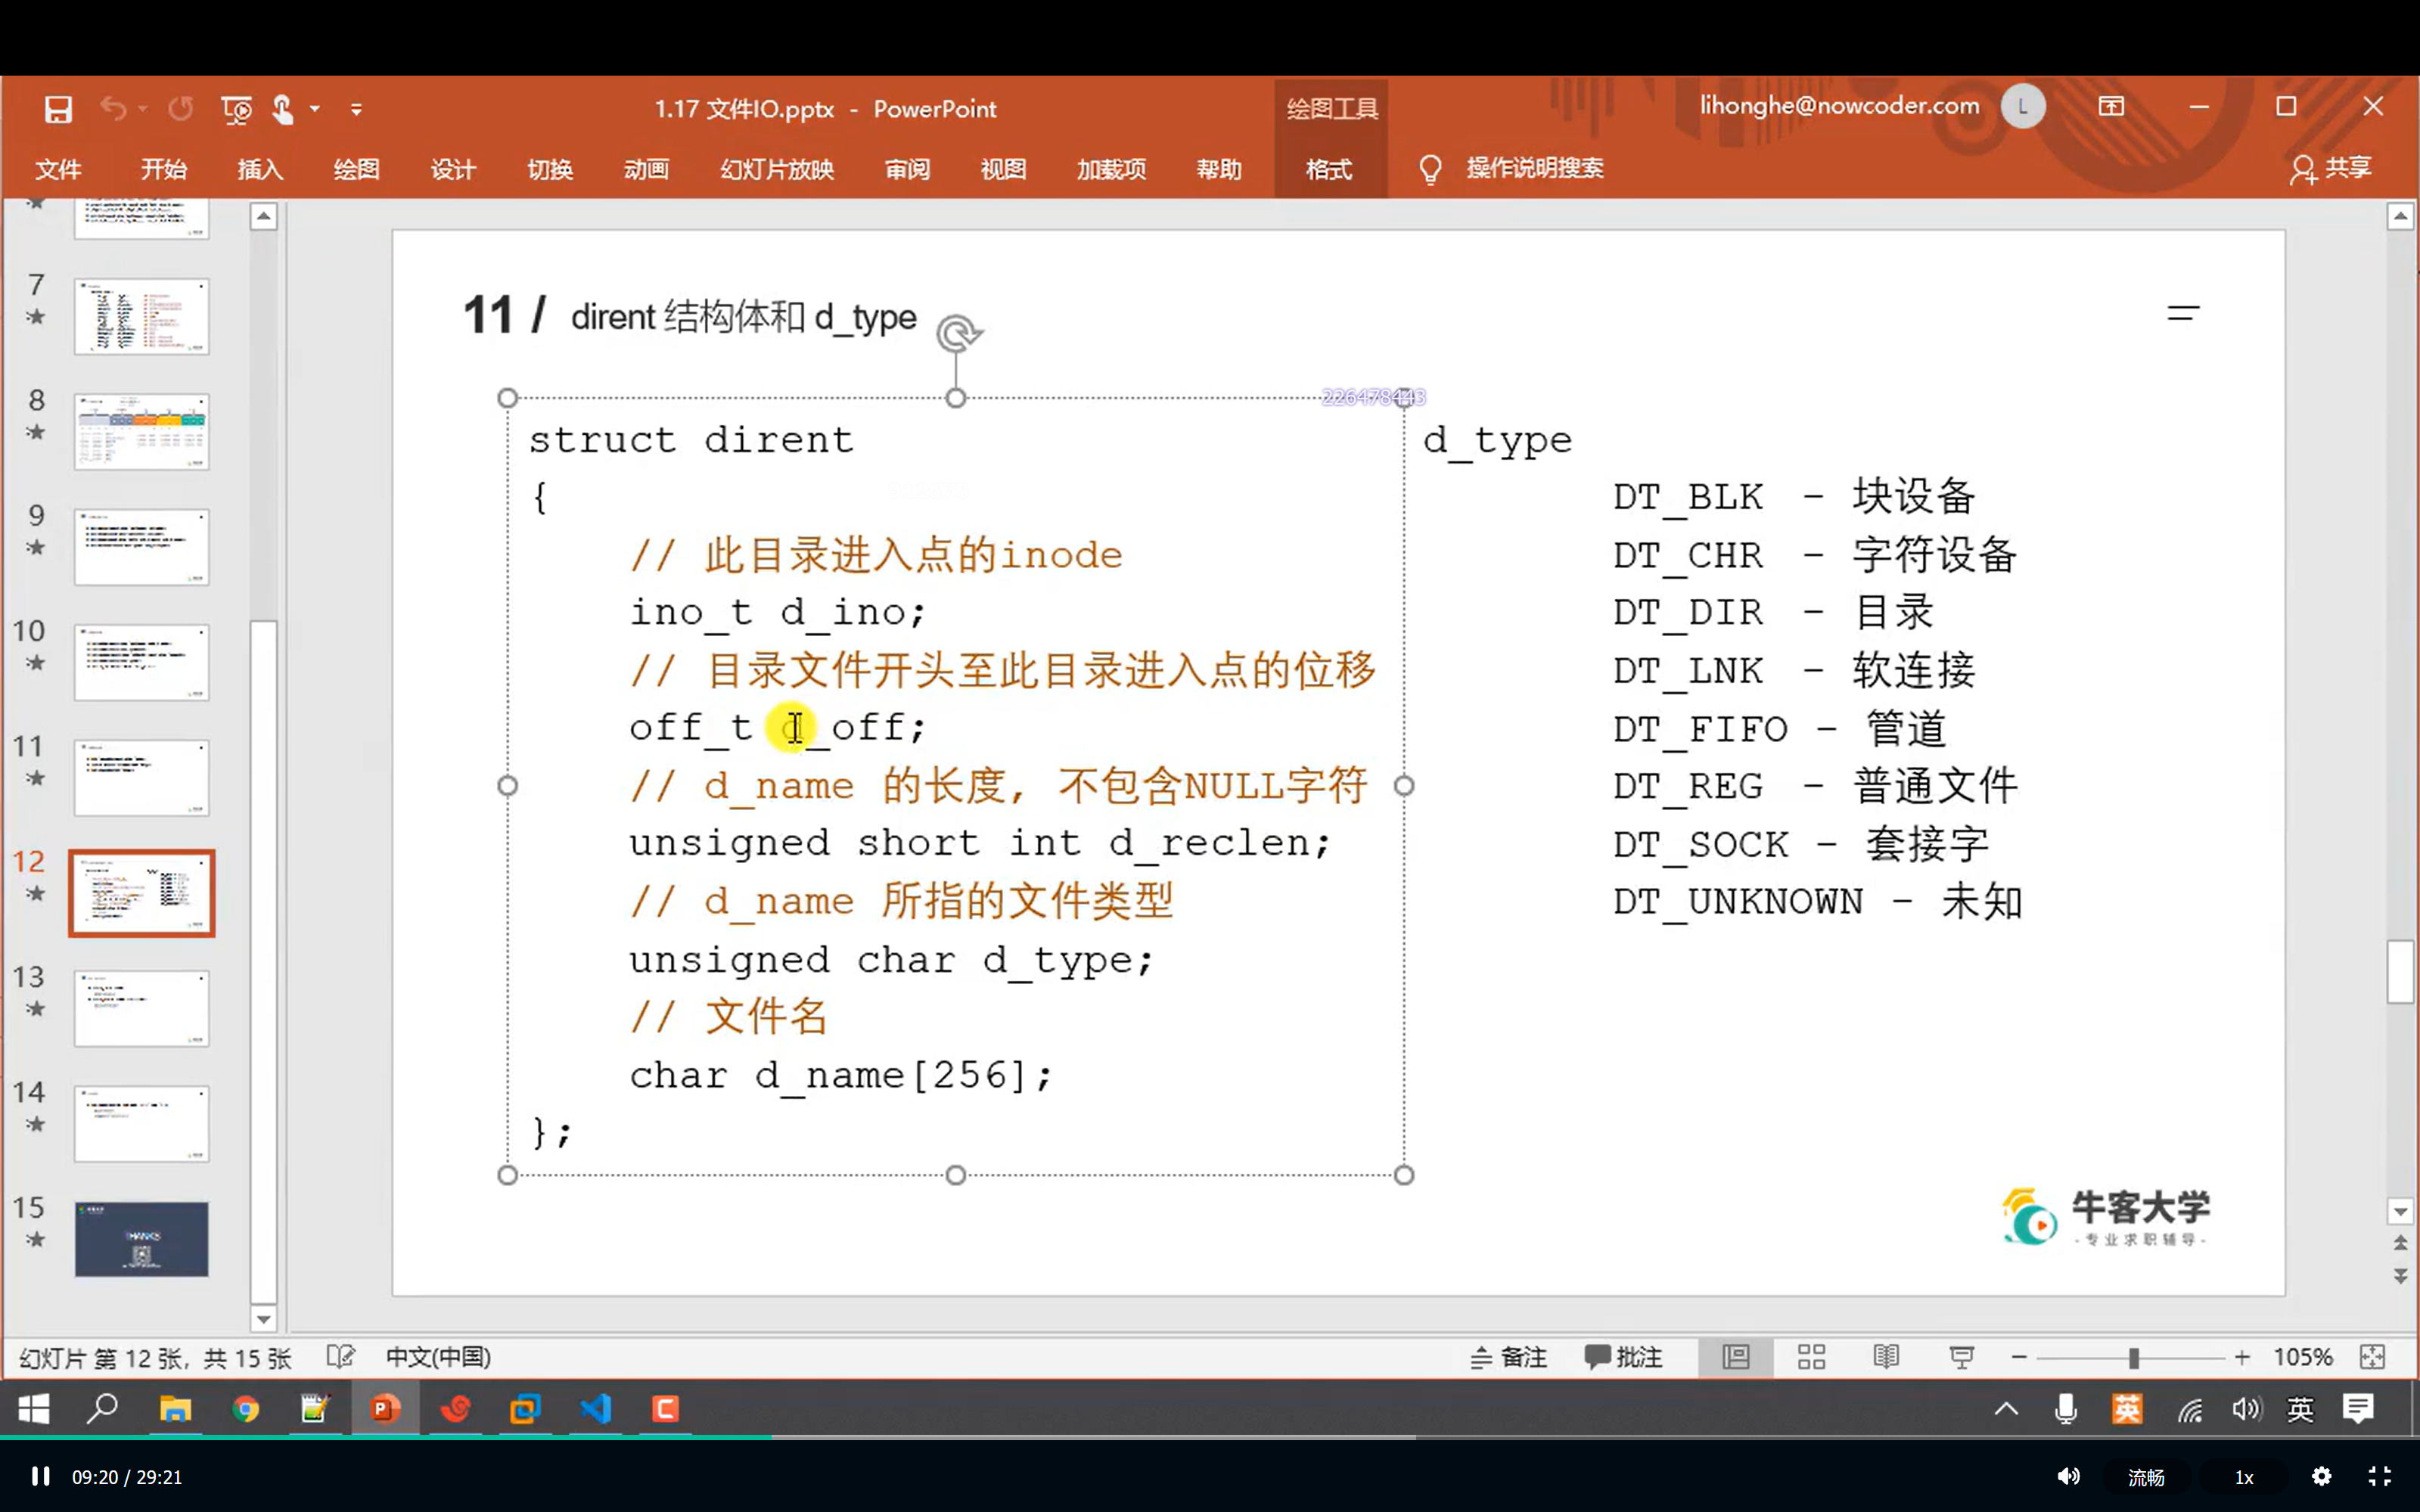 1.17 文件IO.pptx - PowerPoint
绘图工具
lihonghe@nowcoder.com
L
文件 开始 插入 绘图 设计 切换 动画 幻灯片放映 审阅 视图 加载项 帮助 格式 操作说明搜索 共享
7
8
9
10
11
12
13
14
15
THANKS
11 / dirent 结构体和 d_type
226478443
struct dirent
{
// 此目录进入点的inode
ino_t d_ino;
// 目录文件开头至此目录进入点的位移
off_t d_off;
// d_name 的长度, 不包含NULL字符
unsigned short int d_reclen;
// d_name 所指的文件类型
unsigned char d_type;
// 文件名
char d_name[256];
};
d_type
DT_BLK - 块设备
DT_CHR - 字符设备
DT_DIR - 目录
DT_LNK - 软连接
DT_FIFO - 管道
DT_REG - 普通文件
DT_SOCK - 套接字
DT_UNKNOWN - 未知
牛客大学
-专业求职辅导-
幻灯片 第 12 张，共 15 张 中文(中国) 备注 批注 105%
英 英
09:20 / 29:21 流畅 1x